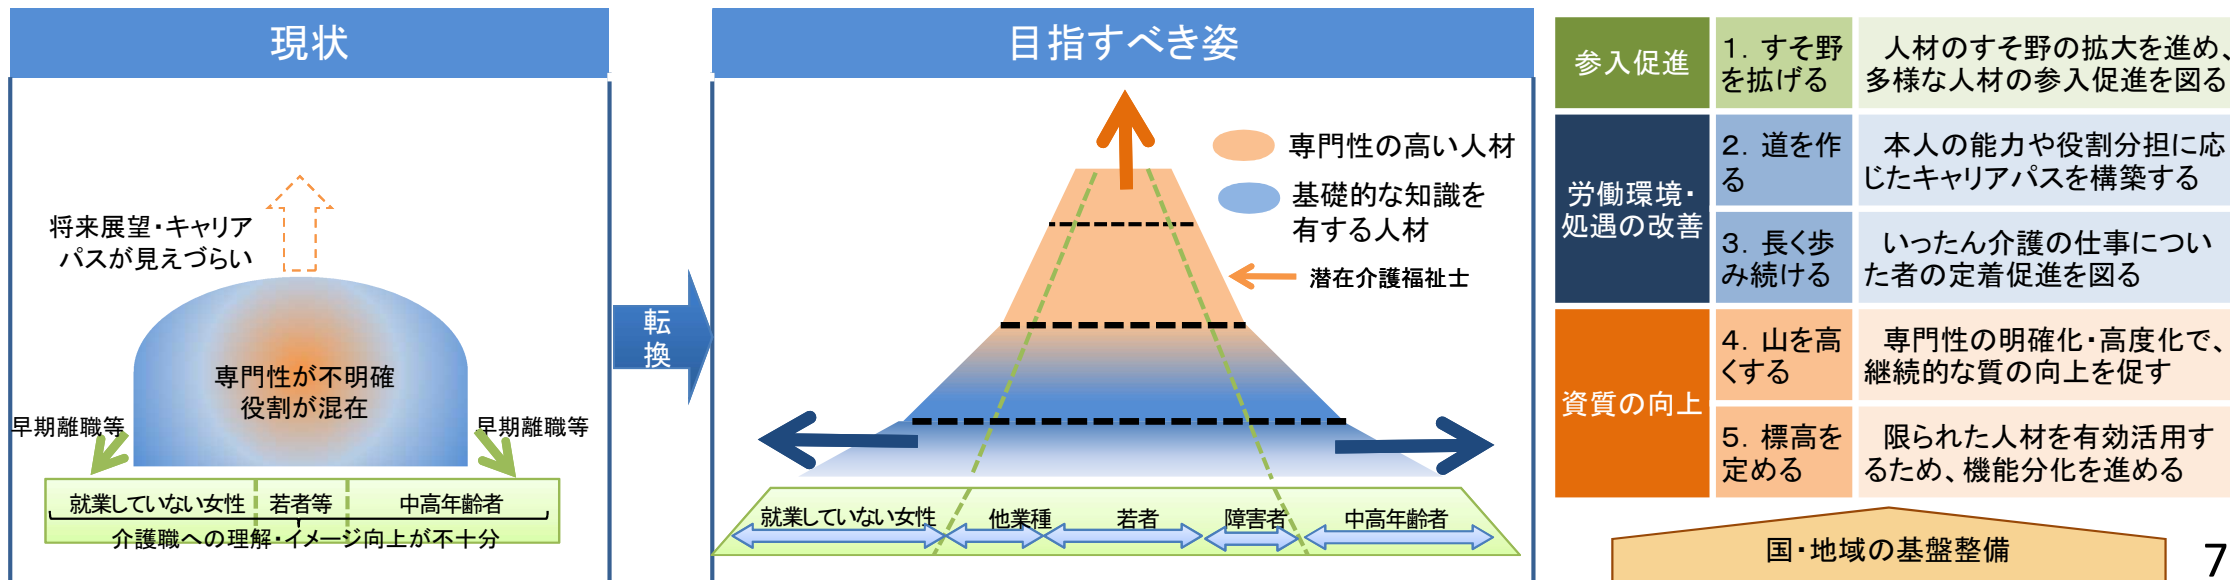 現状
将来展望・キャリア
パスが見えづらい
専門性が不明確
役割が混在
早期離職等
早期離職等
就業していない女性
若者等
中高年齢者
介護職への理解・イメージ向上が不十分
転
換
目指すべき姿
専門性の高い人材
基礎的な知識を
有する人材
潜在介護福祉士
就業していない女性
他業種
若者
障害者
中高年齢者
参入促進
1．すそ野
を拡げる
人材のすそ野の拡大を進め、
多様な人材の参入促進を図る
労働環境・
処遇の改善
2．道を作
る
本人の能力や役割分担に応
じたキャリアパスを構築する
3．長く歩
み続ける
いったん介護の仕事につい
た者の定着促進を図る
資質の向上
4．山を高
くする
専門性の明確化・高度化で、
継続的な質の向上を促す
5．標高を
定める
限られた人材を有効活用す
るため、機能分化を進める
国・地域の基盤整備
7